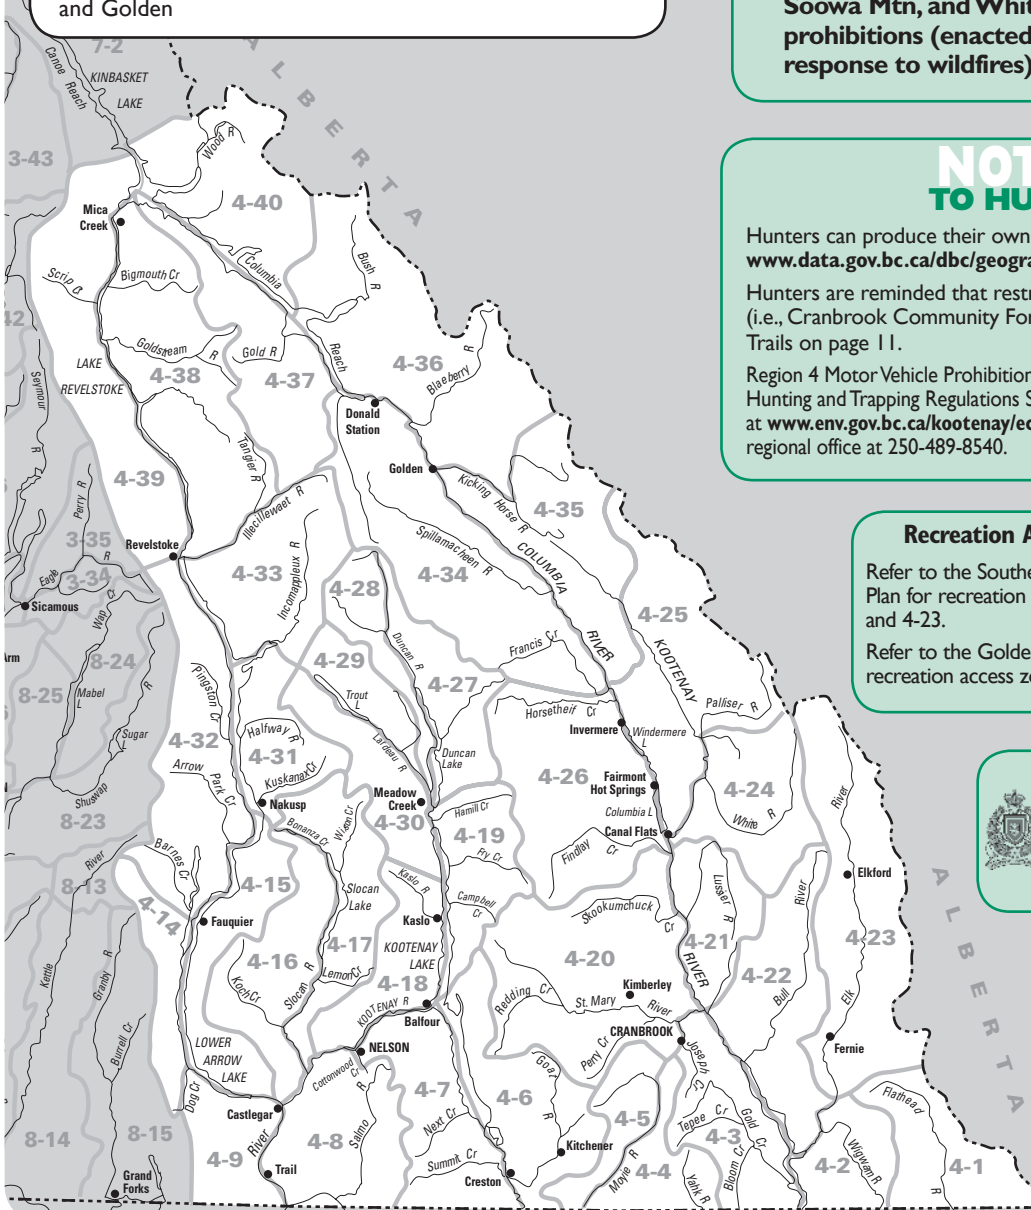 and Golden
Soowa Mtn, and Whit
prohibitions (enacted
response to wildfires)
NOT
TO HU
Hunters can produce their own
www.data.gov.bc.ca/dbc/geogra
Hunters are reminded that restr
(i.e., Cranbrook Community For
Trails on page 11.
Region 4 Motor Vehicle Prohibition
Hunting and Trapping Regulations S
at www.env.gov.bc.ca/kootenay/ec
regional office at 250-489-8540.
Recreation A
Refer to the Southe
Plan for recreation
and 4-23.
Refer to the Golde
recreation access z
ALBERTA
7-2
Canoe Reach
KINBASKET
LAKE
3-43
Wood R
4-40
Mica
Creek
Scrip
Bigmouth Cr
Columbia
Bush R
42
Goldstream R
Gold R
Reach
4-36
Blaeberry R
LAKE
REVELSTOKE
4-38
4-37
Donald
Station
Seymour R
Tangier R
Golden
Kicking Horse R
4-39
Perry R
Illecillewaet R
4-35
3-35
Revelstoke
Spillamacheen R
COLUMBIA
RIVER
Eagle R
3-34
4-33
Incomappleux R
4-28
4-34
Sicamous
Wap Cr
4-25
KOOTENAY
Arm
8-24
4-29
Duncan R
Francis Cr
8-25
Mabel
L
Pingston Cr
Trout
L
4-27
Palliser R
R
Horsethief Cr
Invermere
Windermere
L
Sugar
L
4-32
Halfway R
4-31
Lardeau R
Duncan
Lake
Arrow Park Cr
Kuskanax Cr
4-26
Fairmont
Hot Springs
4-24
Shuswap
River
Nakusp
Meadow
Creek
4-30
Hamill Cr
Columbia L
White R
River
8-23
Bonanza Cr
Wilson Cr
4-19
Canal Flats
Barnes Cr
Fry Cr
Findlay Cr
8-13
4-14
4-15
Slocan
Lake
Kaslo R
Campbell
Cr
Lussier R
River
Elkford
ALBERTA
Fauquier
Kaslo
Skookumchuck
Cr
4-16
4-17
KOOTENAY
LAKE
4-20
4-21
4-23
Kettle
Granby R
Koch Cr
Slocan R
Lemon Cr
4-18
RIVER
4-22
Redding Cr
Kimberley
St. Mary River
Bull
Elk
Burrell Cr
KOOTENAY R
Balfour
CRANBROOK
LOWER
ARROW
LAKE
NELSON
Perry Cr
Joseph Cr
Fernie
Cottonwood
Cr
Goat R
Dog Cr
4-7
4-6
Flathead
R
Castlegar
Next Cr
4-5
Tepee Cr
Gold Cr
8-14
8-15
4-9
River
4-8
Salmo R
Kitchener
4-3
4-2
Wigwam R
4-1
Trail
Summit Cr
Creston
Moyie R
4-4
Yahk R
Bloom Cr
Grand
Forks